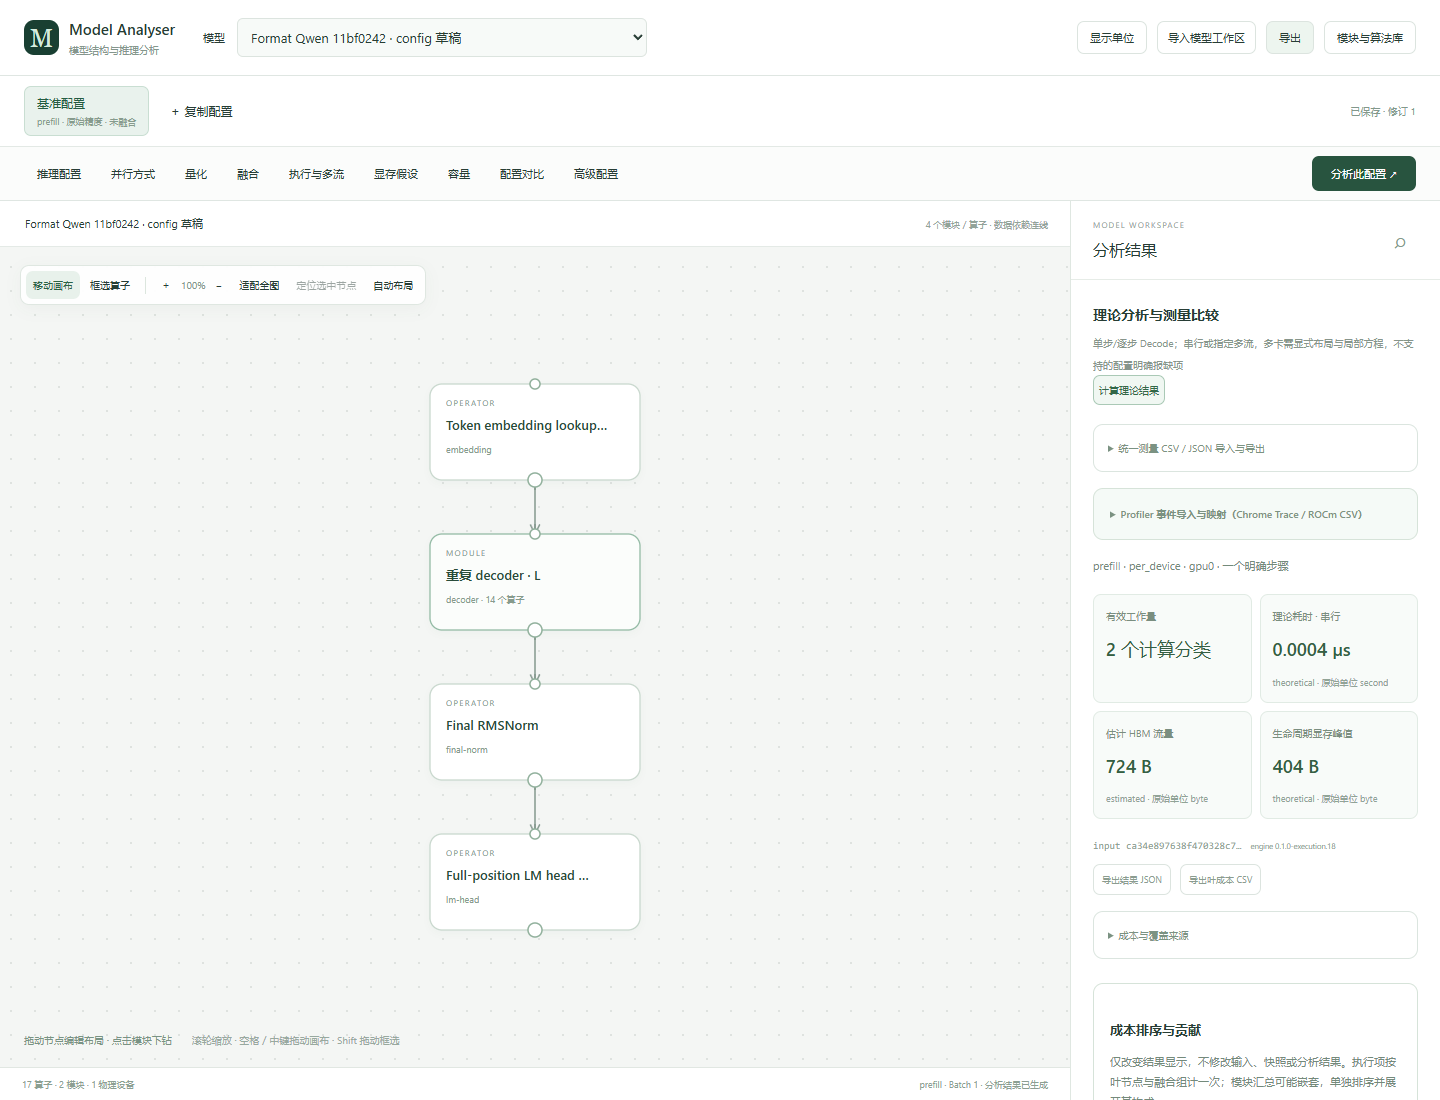 M
Model Analyser
模型结构与推理分析
模型
Format Qwen 11bf0242 · config 草稿
显示单位
导入模型工作区
导出
模块与算法库
基准配置
prefill · 原始精度 · 未融合
+ 复制配置
已保存 · 修订 1
推理配置
并行方式
量化
融合
执行与多流
显存假设
容量
配置对比
高级配置
分析此配置 ↗
Format Qwen 11bf0242 · config 草稿
4 个模块 / 算子 · 数据依赖连线
移动画布
框选算子
+
100%
−
适配全图
定位选中节点
自动布局
OPERATOR
Token embedding lookup...
embedding
MODULE
重复 decoder · L
decoder · 14 个算子
OPERATOR
Final RMSNorm
final-norm
OPERATOR
Full-position LM head ...
lm-head
拖动节点编辑布局 · 点击模块下钻
滚轮缩放 · 空格 / 中键拖动画布 · Shift 拖动框选
17 算子 · 2 模块 · 1 物理设备
prefill · Batch 1 · 分析结果已生成
MODEL WORKSPACE
分析结果
理论分析与测量比较
单步/逐步 Decode；串行或指定多流，多卡需显式布局与局部方程，不支
持的配置明确报缺项
计算理论结果
▶ 统一测量 CSV / JSON 导入与导出
▶ Profiler 事件导入与映射（Chrome Trace / ROCm CSV）
prefill · per_device · gpu0 · 一个明确步骤
有效工作量
2 个计算分类
理论耗时 · 串行
0.0004 μs
theoretical · 原始单位 second
估计 HBM 流量
724 B
estimated · 原始单位 byte
生命周期显存峰值
404 B
theoretical · 原始单位 byte
input ca34e897638f470328c7…
engine 0.1.0-execution.18
导出结果 JSON
导出叶成本 CSV
▶ 成本与覆盖来源
成本排序与贡献
仅改变结果显示，不修改输入、快照或分析结果。执行项按
叶节点与融合组计一次；模块汇总可能嵌套，单独排序并展